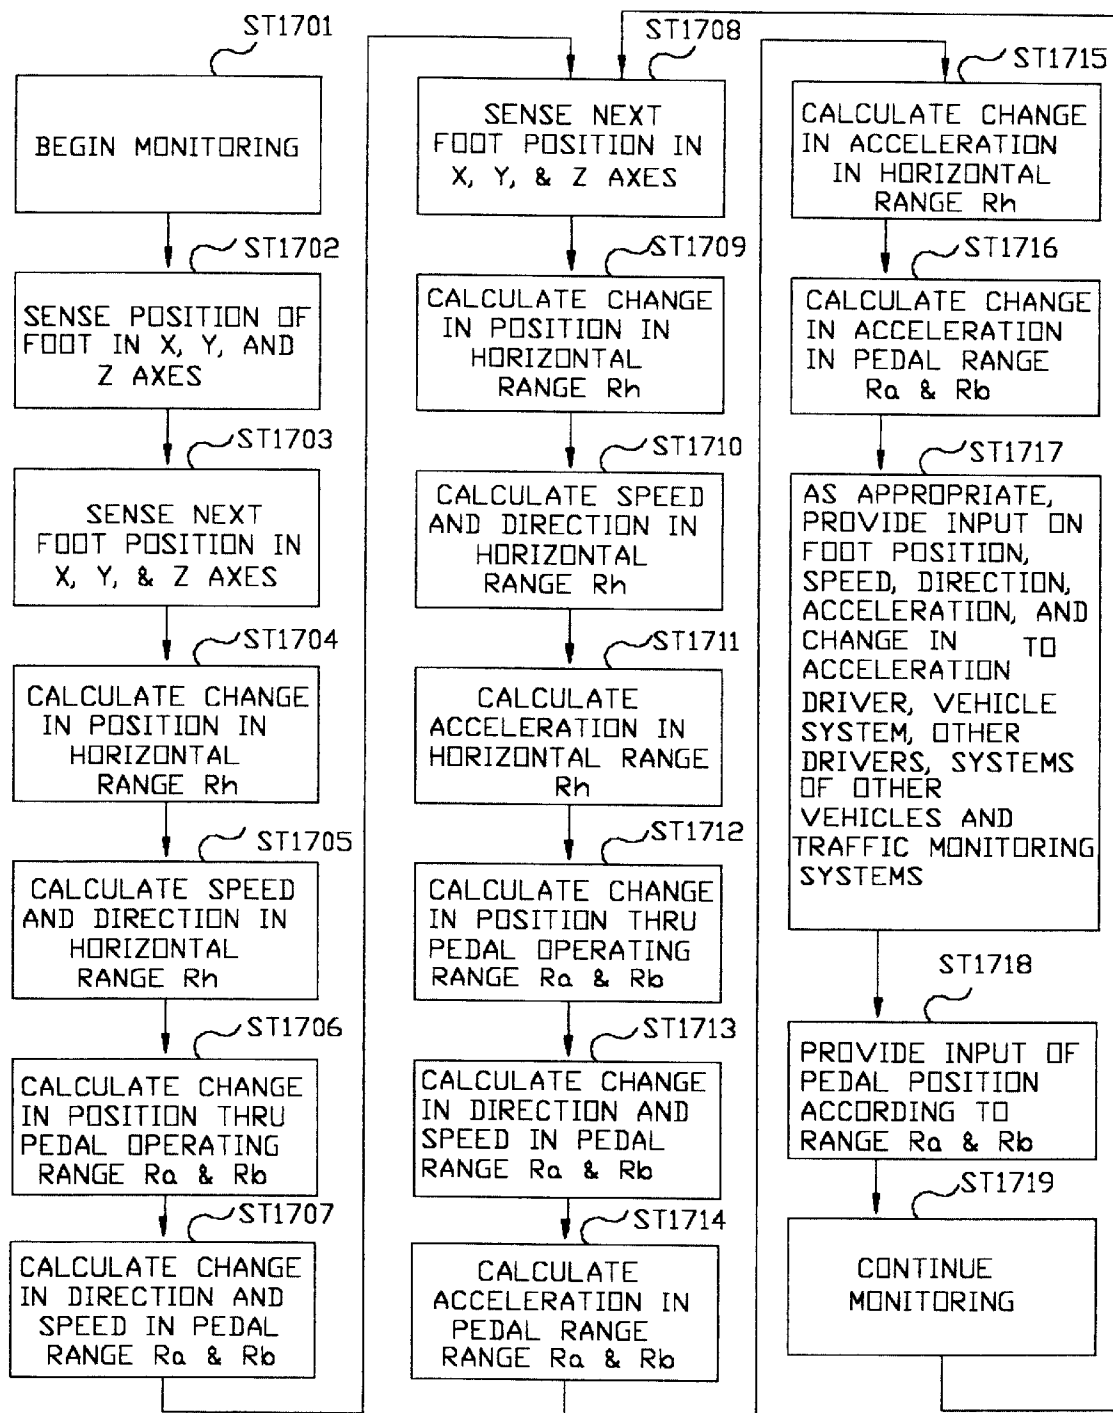 ST1701
BEGIN MONITORING
ST1702
SENSE POSITION OF
FOOT IN X, Y, AND
Z AXES
ST1703
SENSE NEXT
FOOT POSITION IN
X, Y, & Z AXES
ST1704
CALCULATE CHANGE
IN POSITION IN
HORIZONTAL
RANGE Rh
ST1705
CALCULATE SPEED
AND DIRECTION IN
HORIZONTAL
RANGE Rh
ST1706
CALCULATE CHANGE
IN POSITION THRU
PEDAL OPERATING
RANGE Ra & Rb
ST1707
CALCULATE CHANGE
IN DIRECTION AND
SPEED IN PEDAL
RANGE Ra & Rb
ST1708
SENSE NEXT
FOOT POSITION IN
X, Y, & Z AXES
ST1709
CALCULATE CHANGE
IN POSITION IN
HORIZONTAL
RANGE Rh
ST1710
CALCULATE SPEED
AND DIRECTION IN
HORIZONTAL
RANGE Rh
ST1711
CALCULATE
ACCELERATION IN
HORIZONTAL RANGE
Rh
ST1712
CALCULATE CHANGE
IN POSITION THRU
PEDAL OPERATING
RANGE Ra & Rb
ST1713
CALCULATE CHANGE
IN DIRECTION AND
SPEED IN PEDAL
RANGE Ra & Rb
ST1714
CALCULATE
ACCELERATION IN
PEDAL RANGE
RANGE Ra & Rb
ST1715
CALCULATE CHANGE
IN ACCELERATION
IN HORIZONTAL
RANGE Rh
ST1716
CALCULATE CHANGE
IN ACCELERATION
IN PEDAL RANGE
Ra & Rb
ST1717
AS APPROPRIATE,
PROVIDE INPUT ON
FOOT POSITION,
SPEED, DIRECTION,
ACCELERATION, AND
CHANGE IN TO
ACCELERATION
DRIVER, VEHICLE
SYSTEM, OTHER
DRIVERS, SYSTEMS
OF OTHER
VEHICLES AND
TRAFFIC MONITORING
SYSTEMS
ST1718
PROVIDE INPUT OF
PEDAL POSITION
ACCORDING TO
RANGE Ra & Rb
ST1719
CONTINUE
MONITORING